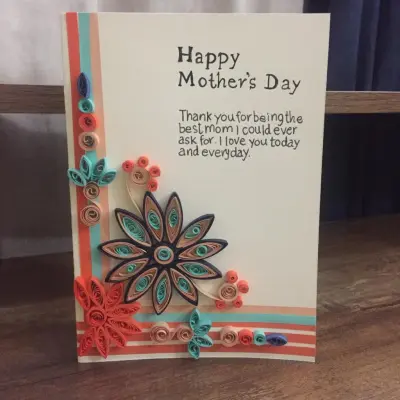 Happy
Mother's Day
Thank you for being the
best mom I could ever
ask for. I love you today
and everyday.